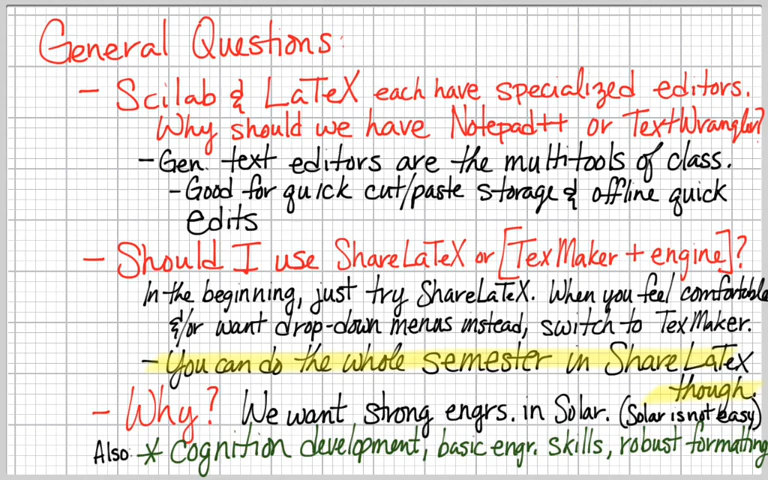 General Questions:
- Scilab & LaTeX each have specialized editors.
Why should we have Notepad++ or TextWrangler?
- Gen. text editors are the multitools of class.
- Good for quick cut/paste storage & offline quick
edits
- Should I use ShareLaTeX or [TexMaker + engine]?
In the beginning, just try ShareLaTeX. When you feel comfortable
&/or want drop-down menus instead, switch to TexMaker.
- You can do the whole semester in ShareLaTex
though.
- Why? We want strong engrs. in Solar. (Solar is not easy)
Also: * Cognition development, basic engr. skills, robust formatting